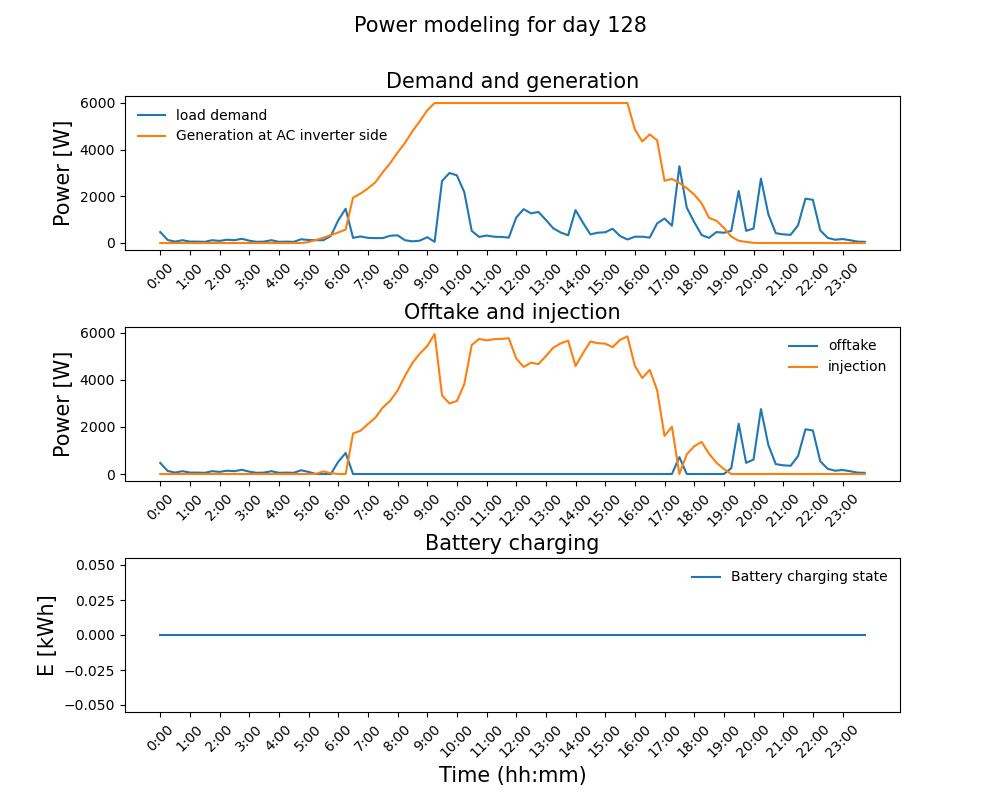 Power modeling for day 128
Demand and generation
Power [W]
6000
4000
2000
0
load demand
Generation at AC inverter side
0:00 1:00 2:00 3:00 4:00 5:00 6:00 7:00 8:00 9:00 10:00 11:00 12:00 13:00 14:00 15:00 16:00 17:00 18:00 19:00 20:00 21:00 22:00 23:00
Offtake and injection
Power [W]
6000
4000
2000
0
offtake
injection
0:00 1:00 2:00 3:00 4:00 5:00 6:00 7:00 8:00 9:00 10:00 11:00 12:00 13:00 14:00 15:00 16:00 17:00 18:00 19:00 20:00 21:00 22:00 23:00
Battery charging
E [kWh]
0.050
0.025
0.000
−0.025
−0.050
Battery charging state
0:00 1:00 2:00 3:00 4:00 5:00 6:00 7:00 8:00 9:00 10:00 11:00 12:00 13:00 14:00 15:00 16:00 17:00 18:00 19:00 20:00 21:00 22:00 23:00
Time (hh:mm)